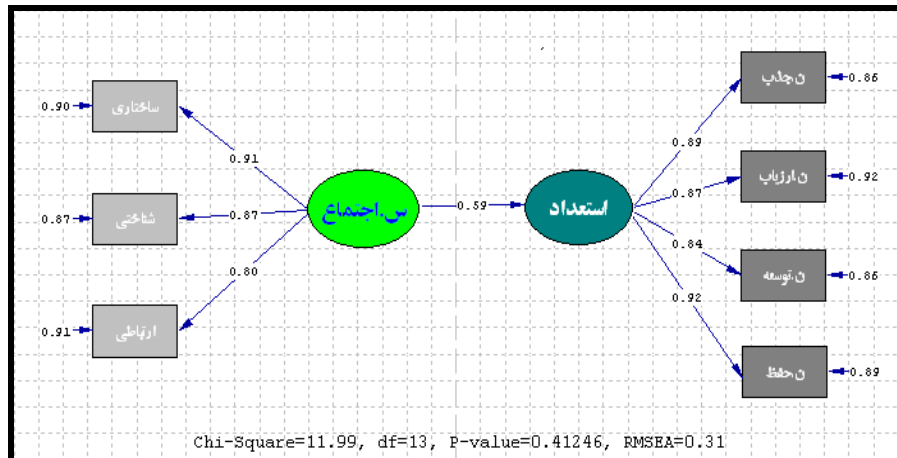 ن.جذب
0.86
0.90
ساختاری
0.89
0.91
ن.ارزیاب
0.92
0.87
شناختی
0.87
0.87
س.اجتماع
0.59
استعداد
0.84
0.80
ن.توسعه
0.86
0.92
0.91
ارتباطی
ن.حفظ
0.89
Chi-Square=11.99, df=13, P-value=0.41246, RMSEA=0.31